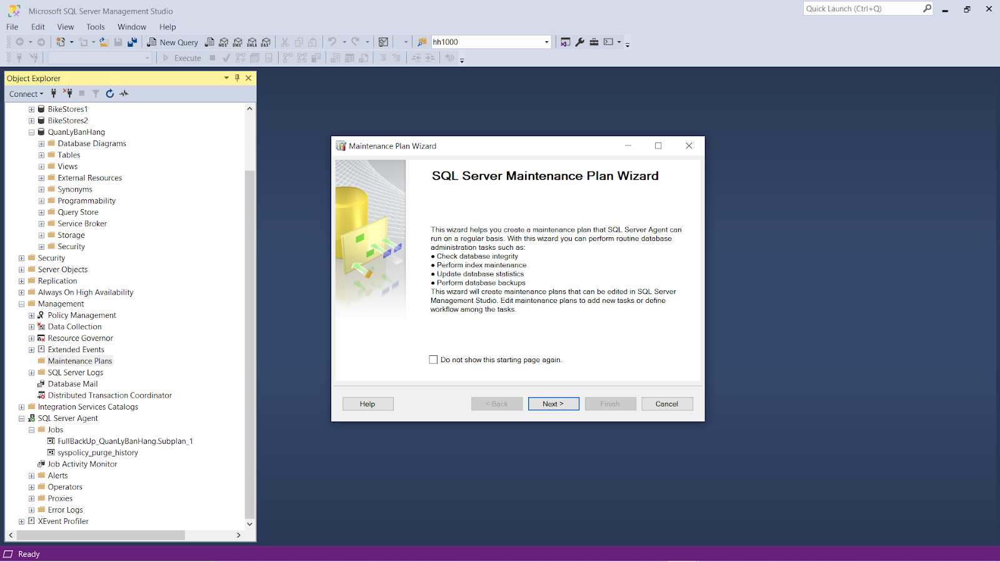 Microsoft SQL Server Management Studio
Quick Launch (Ctrl+Q)
File Edit View Tools Window Help
New Query MDX DMX XMLA DAX hh1000
Execute
Object Explorer
Connect
BikeStores1
BikeStores2
QuanLyBanHang
Database Diagrams
Tables
Views
External Resources
Synonyms
Programmability
Query Store
Service Broker
Storage
Security
Security
Server Objects
Replication
Always On High Availability
Management
Policy Management
Data Collection
Resource Governor
Extended Events
Maintenance Plans
SQL Server Logs
Database Mail
Distributed Transaction Coordinator
Integration Services Catalogs
SQL Server Agent
Jobs
FullBackUp_QuanLyBanHang.Subplan_1
syspolicy_purge_history
Job Activity Monitor
Alerts
Operators
Proxies
Error Logs
XEvent Profiler
Maintenance Plan Wizard
SQL Server Maintenance Plan Wizard
This wizard helps you create a maintenance plan that SQL Server Agent can
run on a regular basis. With this wizard you can perform routine database
administration tasks such as:
● Check database integrity
● Perform index maintenance
● Update database statistics
● Perform database backups
This wizard will create maintenance plans that can be edited in SQL Server
Management Studio. Edit maintenance plans to add new tasks or define
workflow among the tasks.
Do not show this starting page again.
Help < Back Next > Finish Cancel
Ready